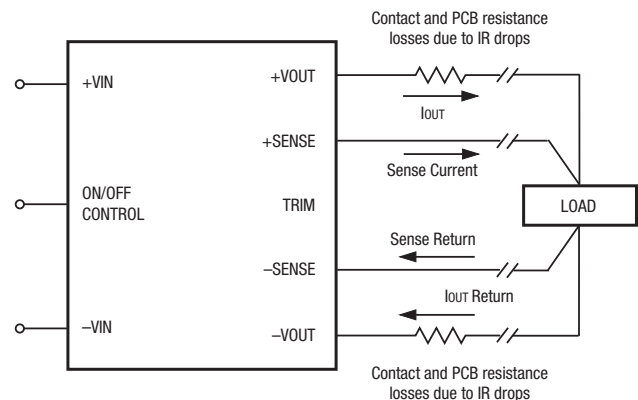 Contact and PCB resistance
losses due to IR drops
+VOUT
+VIN
IOUT
+SENSE
Sense Current
ON/OFF
CONTROL
TRIM
LOAD
Sense Return
−SENSE
IOUT Return
−VIN
−VOUT
Contact and PCB resistance
losses due to IR drops